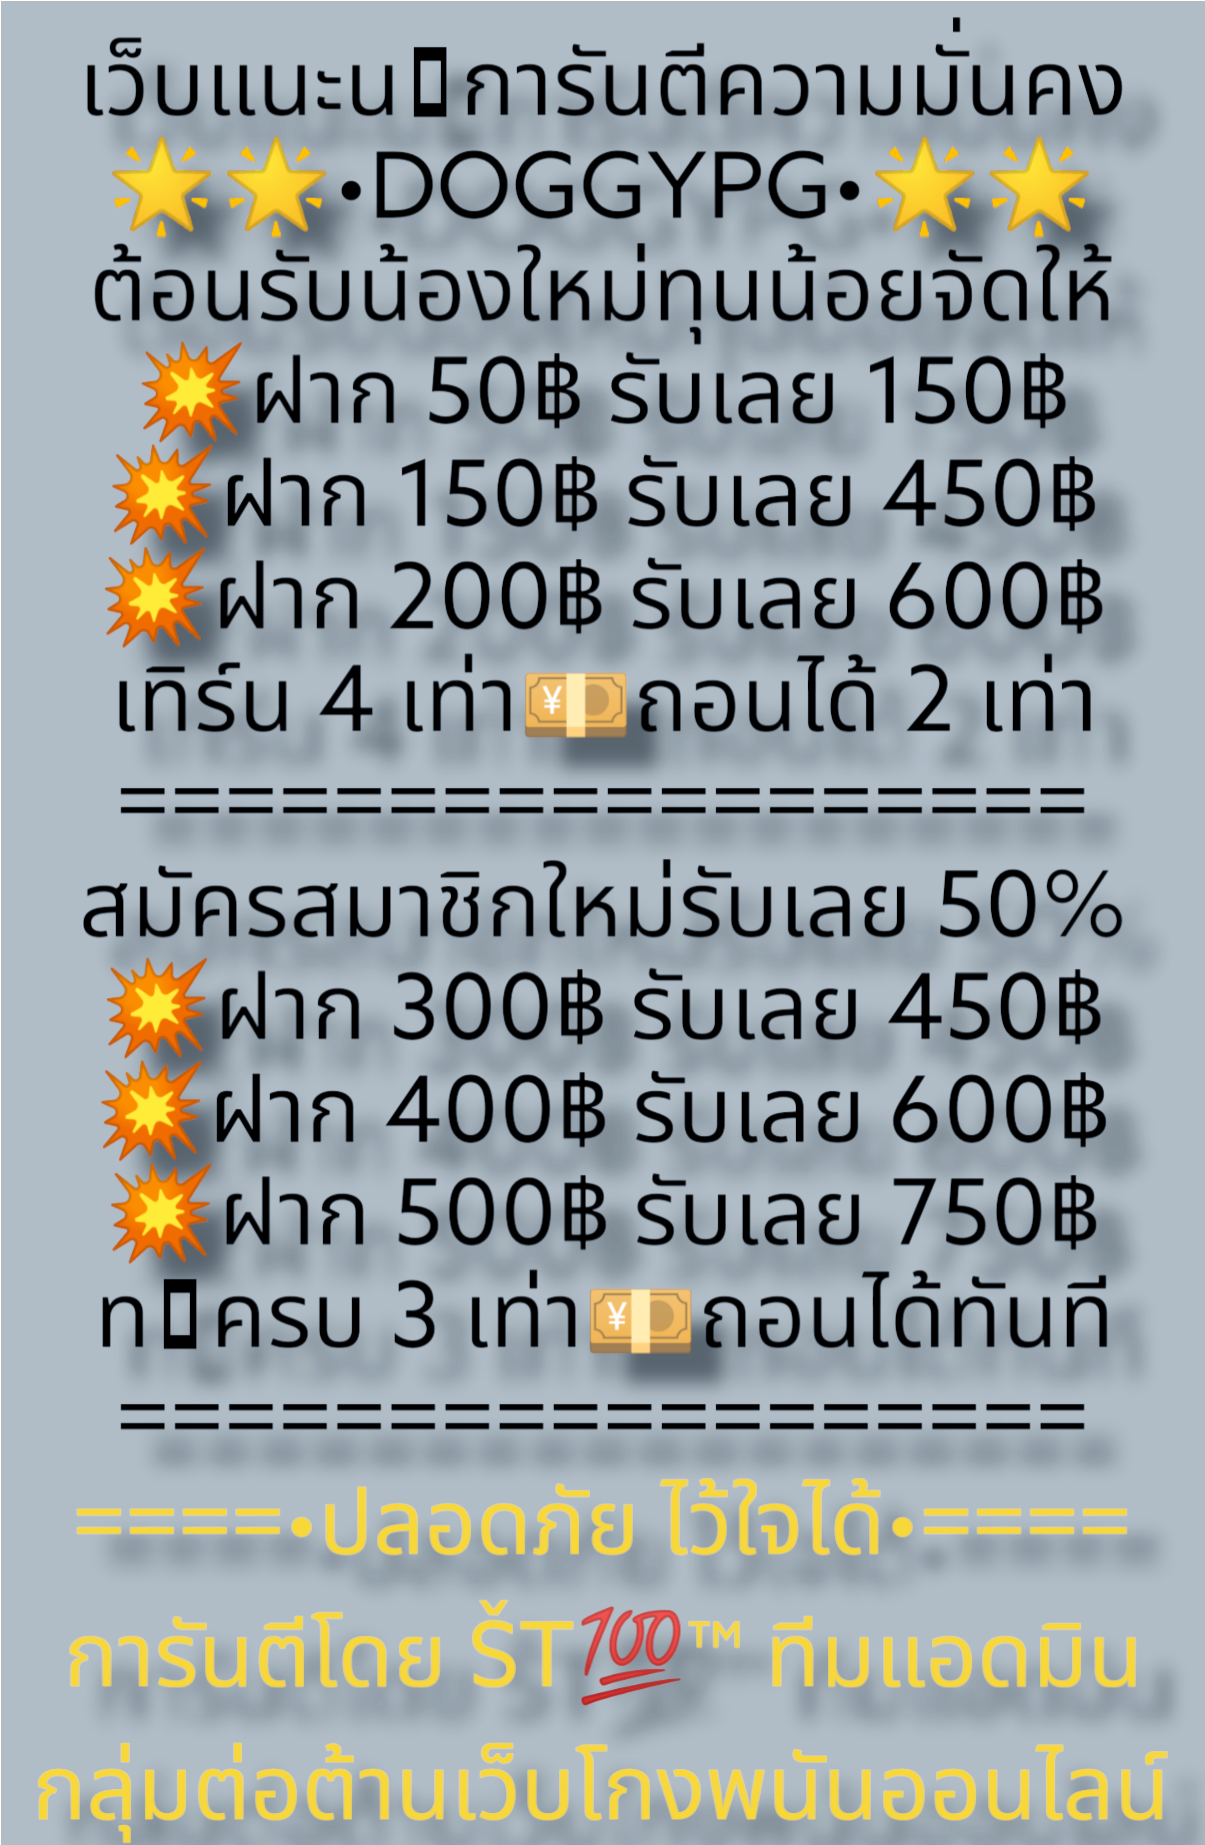 เว็บแนะน▯การันตีความมั่นคง
🌟🌟•DOGGYPG•🌟🌟
ต้อนรับน้องใหม่ทุนน้อยจัดให้
💥ฝาก 50฿ รับเลย 150฿
💥ฝาก 150฿ รับเลย 450฿
💥ฝาก 200฿ รับเลย 600฿
เทิร์น 4 เท่า💴ถอนได้ 2 เท่า
==================
สมัครสมาชิกใหม่รับเลย 50%
💥ฝาก 300฿ รับเลย 450฿
💥ฝาก 400฿ รับเลย 600฿
💥ฝาก 500฿ รับเลย 750฿
ท▯ครบ 3 เท่า💴ถอนได้ทันที
==================
====•ปลอดภัย ไว้ใจได้•====
การันตีโดย ŠT💯™ ทีมแอดมิน
กลุ่มต่อต้านเว็บโกงพนันออนไลน์